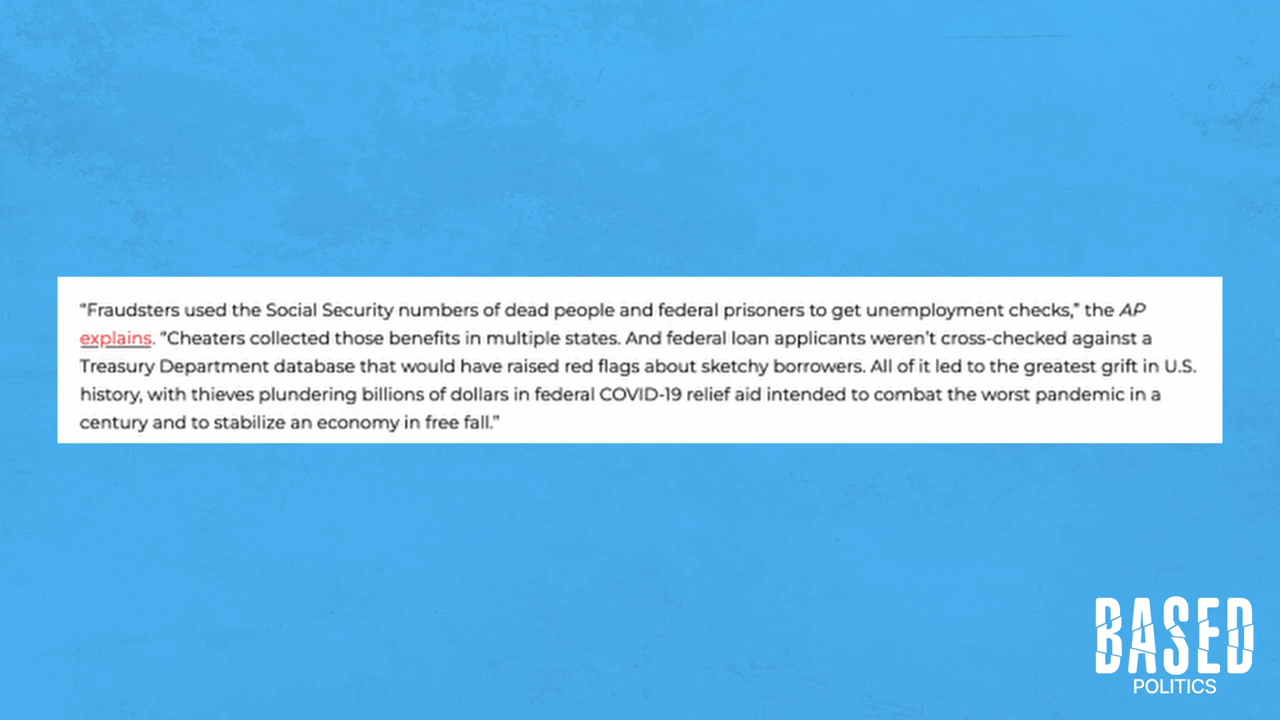 “Fraudsters used the Social Security numbers of dead people and federal prisoners to get unemployment checks,” the AP
explains. “Cheaters collected those benefits in multiple states. And federal loan applicants weren’t cross-checked against a
Treasury Department database that would have raised red flags about sketchy borrowers. All of it led to the greatest grift in U.S.
history, with thieves plundering billions of dollars in federal COVID-19 relief aid intended to combat the worst pandemic in a
century and to stabilize an economy in free fall.”
BASED
POLITICS